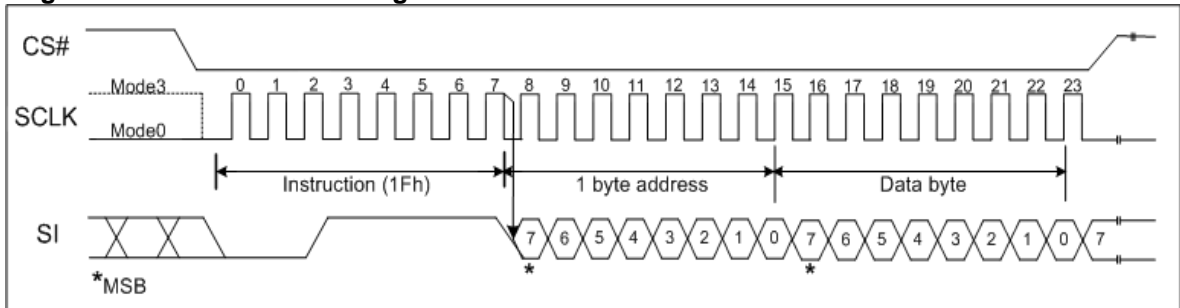 CS#
Mode3
0 1 2 3 4 5 6 7 8 9 10 11 12 13 14 15 16 17 18 19 20 21 22 23
SCLK
Mode0
Instruction (1Fh) 1 byte address Data byte
SI
7 6 5 4 3 2 1 0 7 6 5 4 3 2 1 0 7
* *
*MSB